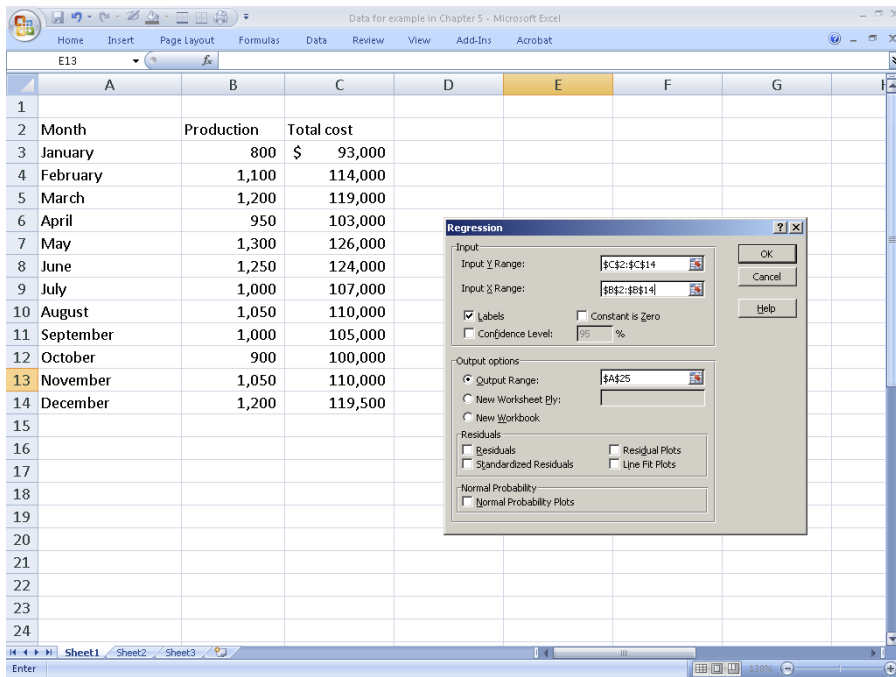 Data for example in Chapter 5 - Microsoft Excel
Home Insert Page Layout Formulas Data Review View Add-Ins Acrobat
E13 fx
A B C D E F G H
1
2 Month Production Total cost
3 January 800 $ 93,000
4 February 1,100 114,000
5 March 1,200 119,000
6 April 950 103,000
7 May 1,300 126,000
8 June 1,250 124,000
9 July 1,000 107,000
10 August 1,050 110,000
11 September 1,000 105,000
12 October 900 100,000
13 November 1,050 110,000
14 December 1,200 119,500
15
16
17
18
19
20
21
22
23
24
Regression
Input
Input Y Range: $C$2:$C$14
Input X Range: $B$2:$B$14
Labels Constant is Zero
Confidence Level: 95 %
OK
Cancel
Help
Output options
Output Range: $A$25
New Worksheet Ply:
New Workbook
Residuals
Residuals Residual Plots
Standardized Residuals Line Fit Plots
Normal Probability
Normal Probability Plots
Sheet1 Sheet2 Sheet3
Enter 130%